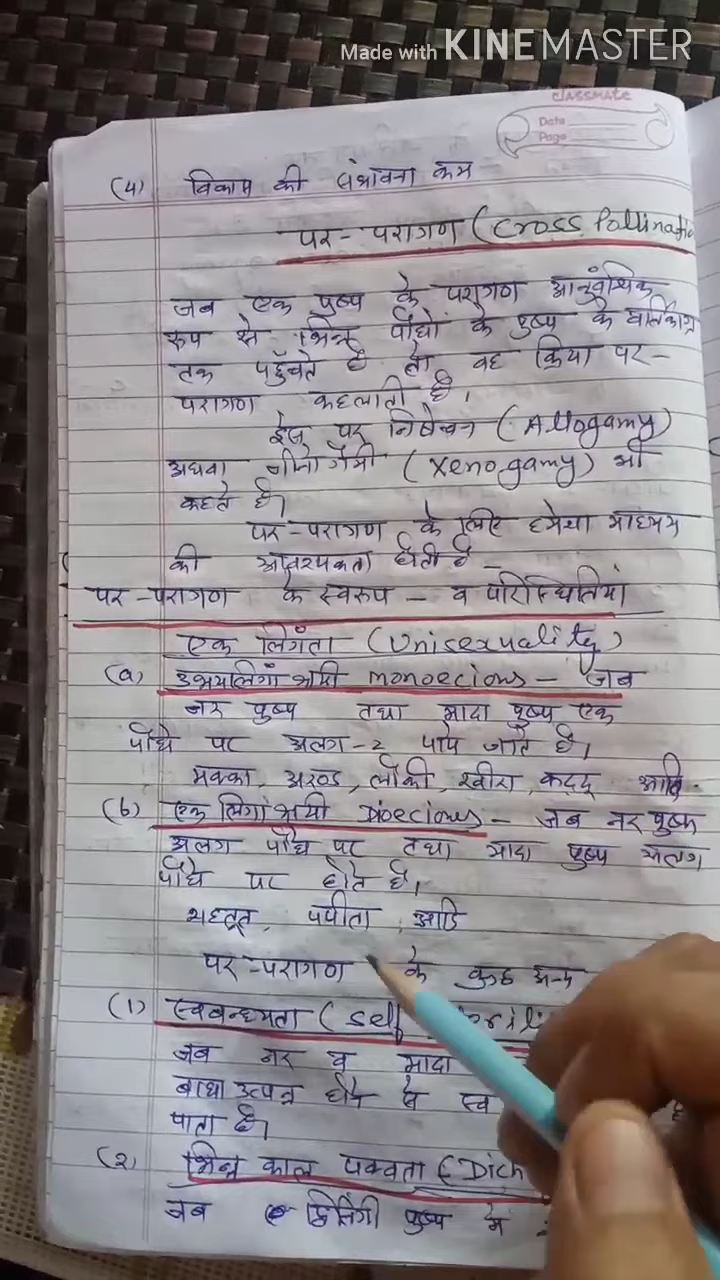 Made with KINEMASTER
classmate
Date
Page
(4) विकास की संभावना कम
पर-परागण (Cross Pollinatio
जब एक पुष्प के परागण आनुवंशिक
रूप से भिन्न पौधों के पुष्प के वर्तिकाग्र
तक पहुँचते है तो वह क्रिया पर-
परागण कहलाती है।
इसे पर निषेचन (Allogamy)
अथवा जीनोगैमी (Xenogamy) भी
कहते है।
पर-परागण के लिए हमेशा माध्यम
की आवश्यकता होती है -
पर-परागण के स्वरूप - व परिस्थितियां
एक लिगंता (Unisexuality)
(a) उभयलिगांश्रयी monoecious - जब
नर पुष्प तथा मादा पुष्प एक
पौधे पर अलग-2 पाये जाते है।
मक्का, अरण्ड, लौकी, खीरा, कद्दू आदि
(b) एक लिगांश्रयी Dioecious - जब नर पुष्प
अलग पौधे पर तथा मादा पुष्प अलग
पौधे पर होते है।
शहतूत, पपीता, आदि
पर-परागण के कुछ
(1) स्वबन्ध्यता (Self
जब नर व मादा
बाधा उत्पन्न होने से स्व
पाता है।
(2) भिन्न काल पक्वता (Dich
जब द्विलिंगी पुष्प में